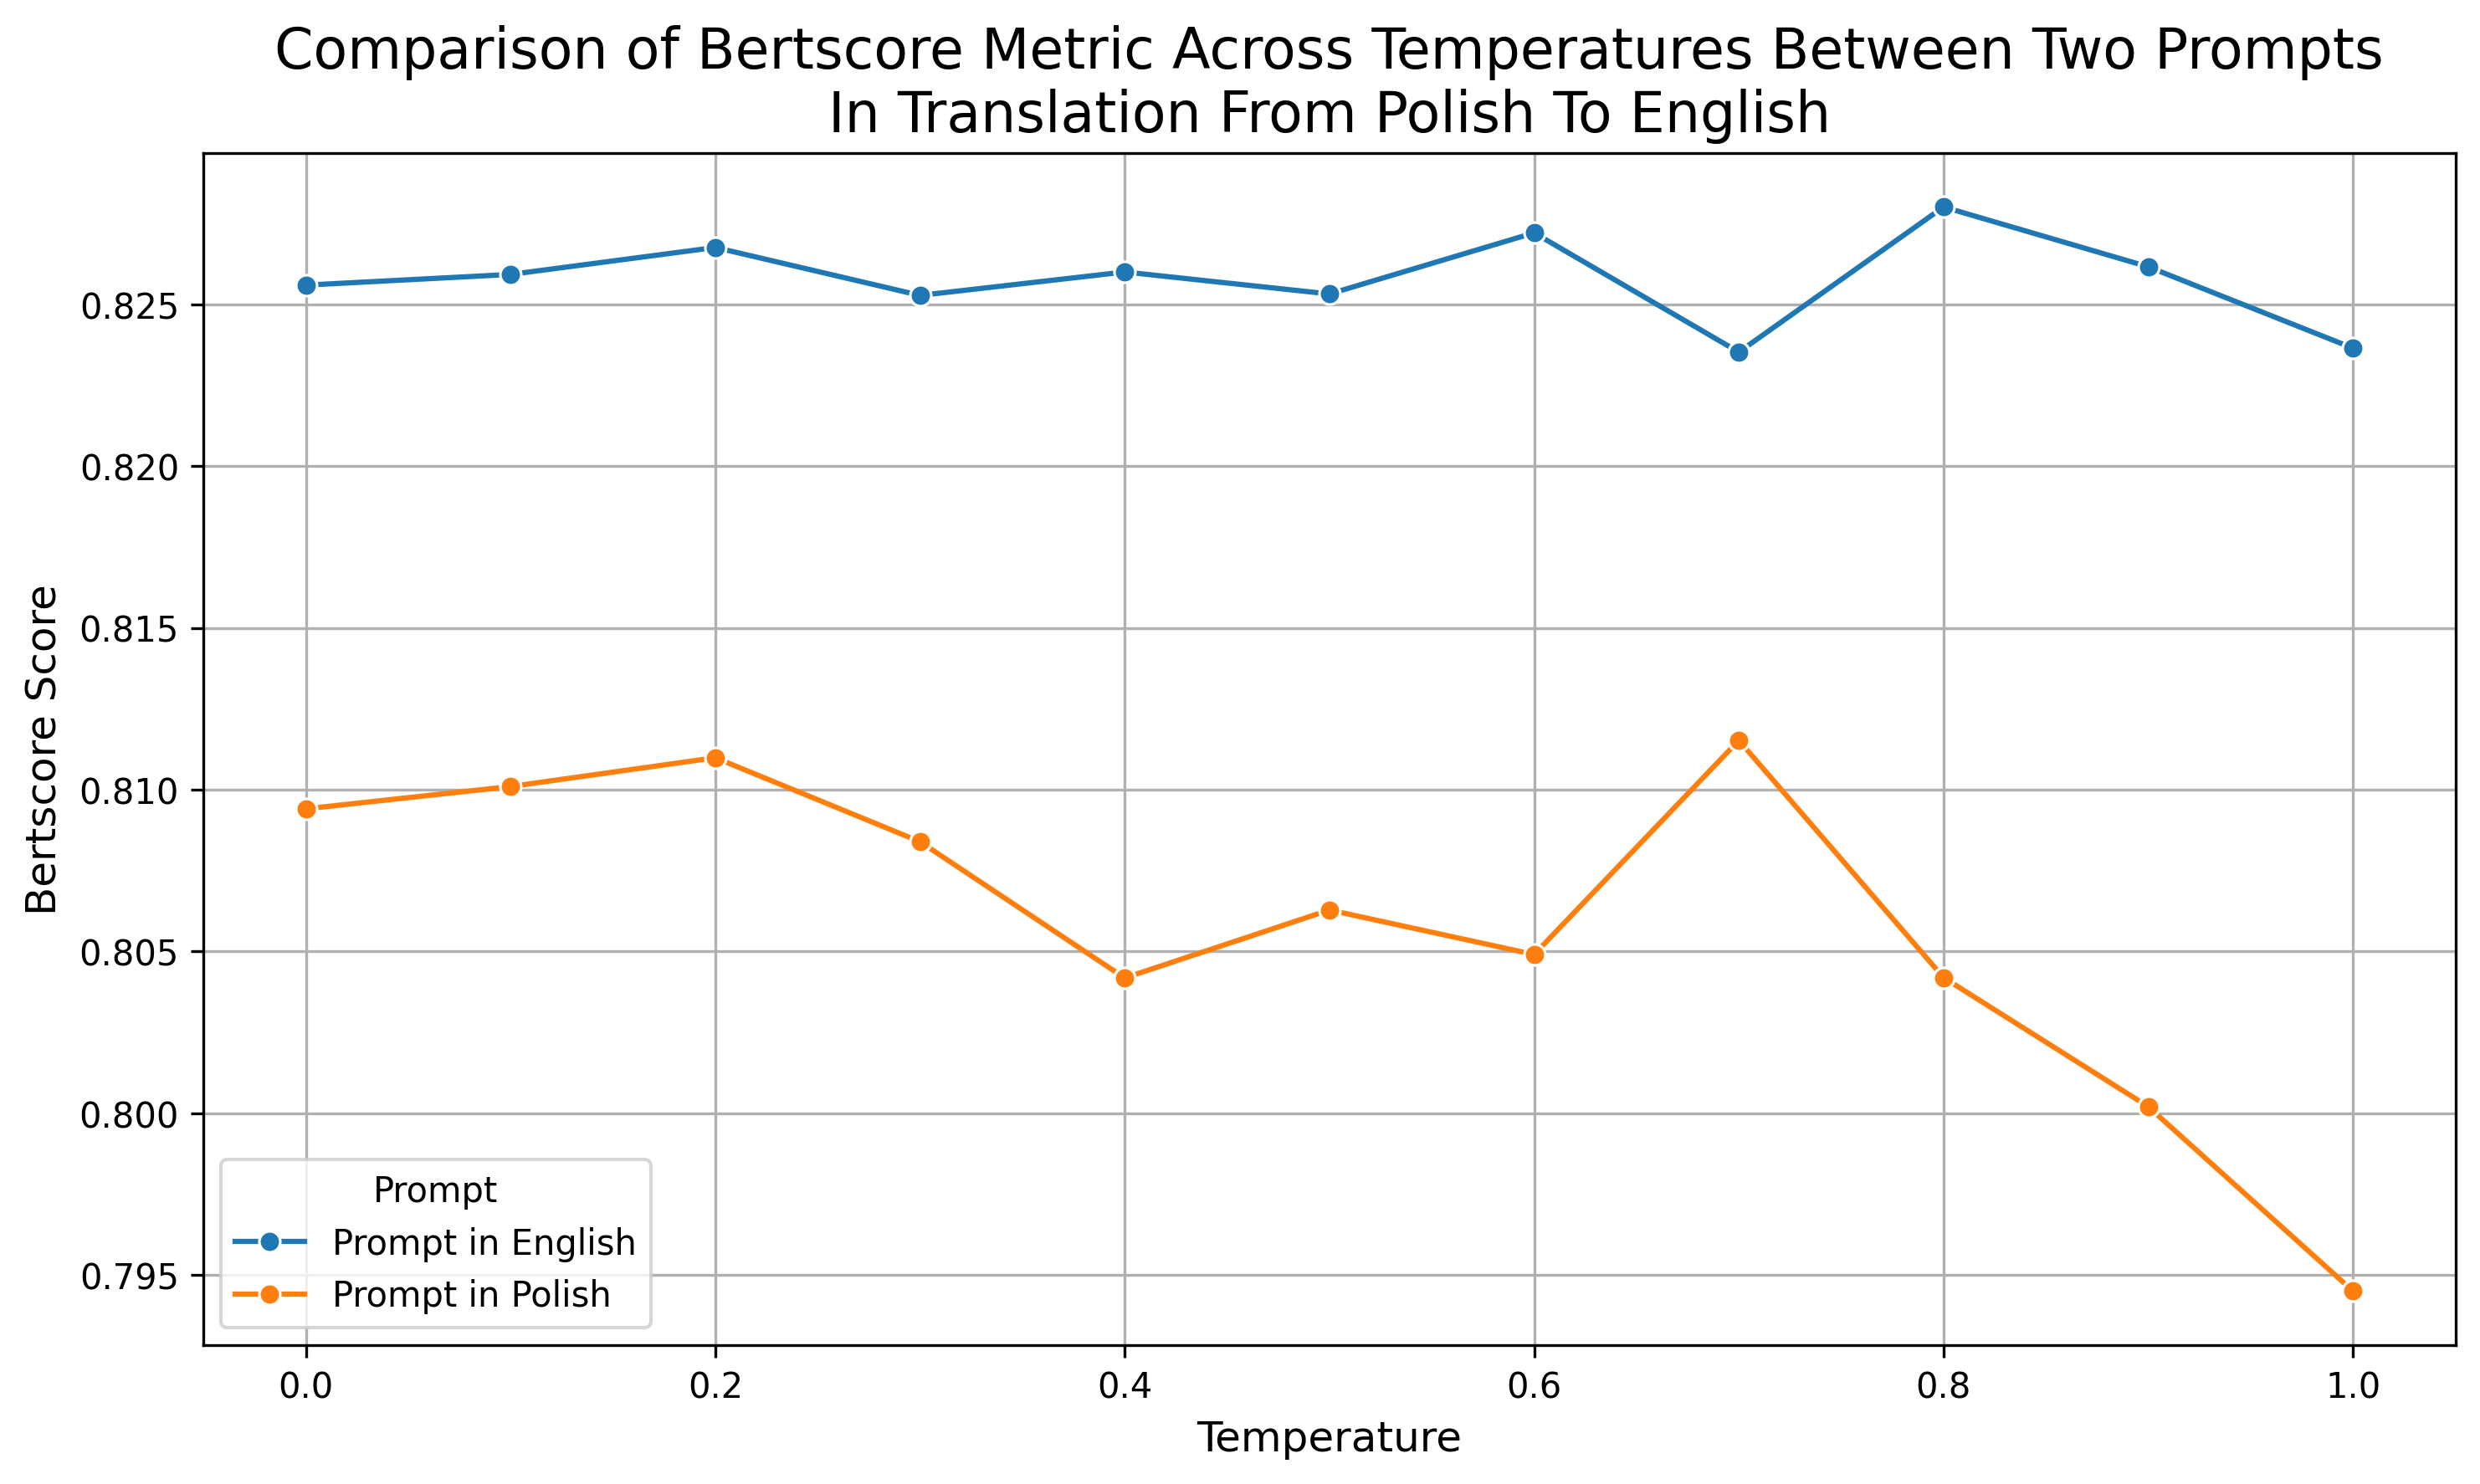 Comparison of Bertscore Metric Across Temperatures Between Two Prompts
In Translation From Polish To English
Bertscore Score
0.825
0.820
0.815
0.810
0.805
0.800
0.795
Prompt
Prompt in English
Prompt in Polish
0.0
0.2
0.4
0.6
0.8
1.0
Temperature